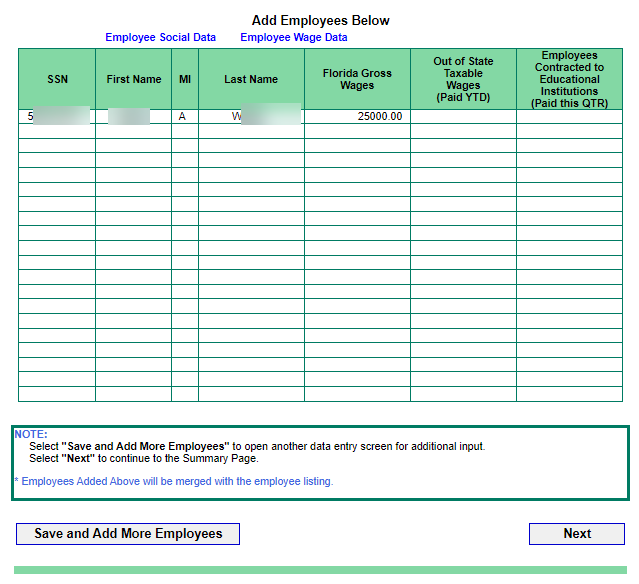 Add Employees Below
Employee Social Data Employee Wage Data
SSN First Name MI Last Name Florida Gross Wages Out of State Taxable Wages (Paid YTD) Employees Contracted to Educational Institutions (Paid this QTR)
5 A W 25000.00
NOTE:
Select "Save and Add More Employees" to open another data entry screen for additional input.
Select "Next" to continue to the Summary Page.
* Employees Added Above will be merged with the employee listing.
Save and Add More Employees Next